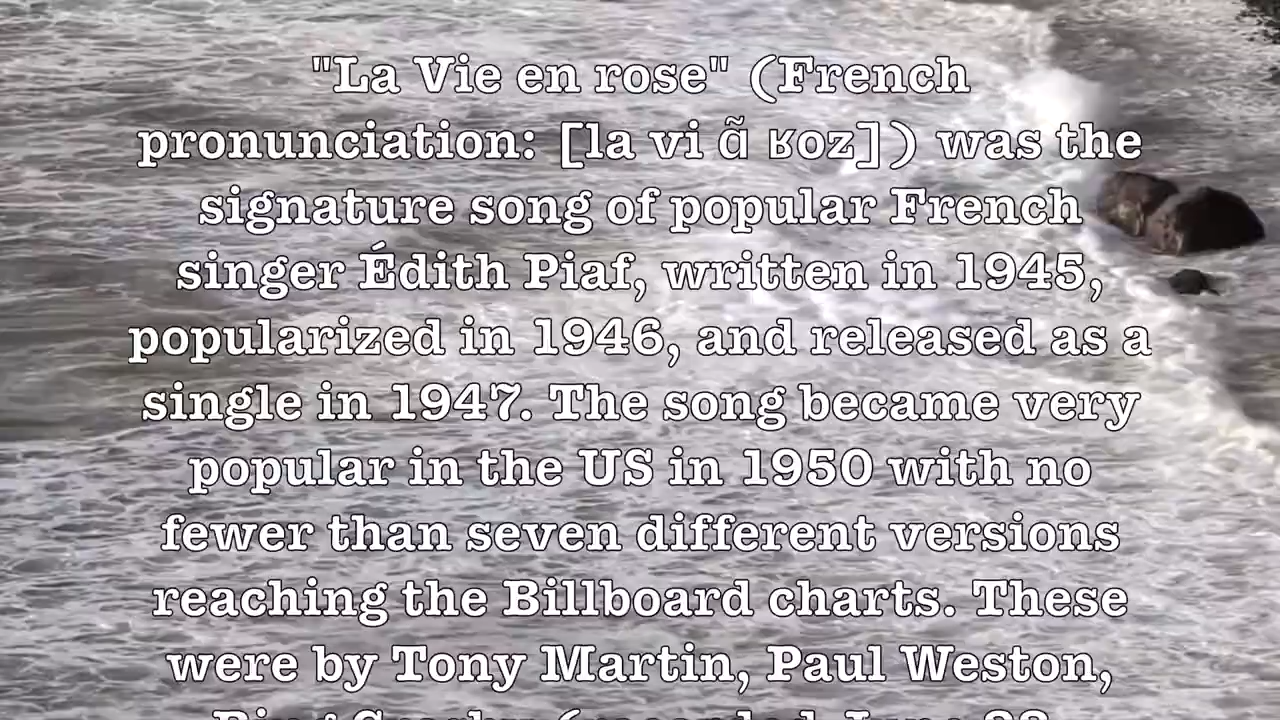 "La Vie en rose" (French
pronunciation: [la vi ɑ̃ ʁoz]) was the
signature song of popular French
singer Édith Piaf, written in 1945,
popularized in 1946, and released as a
single in 1947. The song became very
popular in the US in 1950 with no
fewer than seven different versions
reaching the Billboard charts. These
were by Tony Martin, Paul Weston,